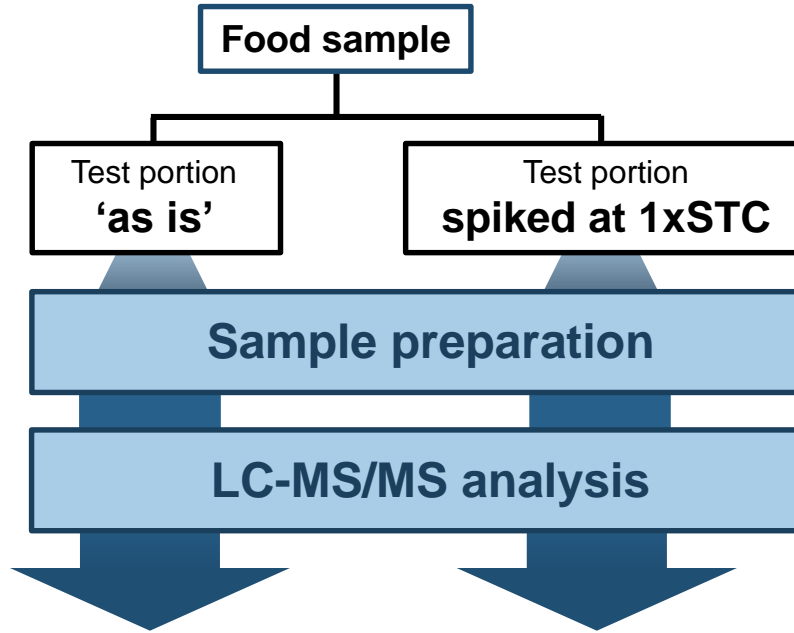 Food sample
Test portion
‘as is’
Test portion
spiked at 1xSTC
Sample preparation
LC-MS/MS analysis